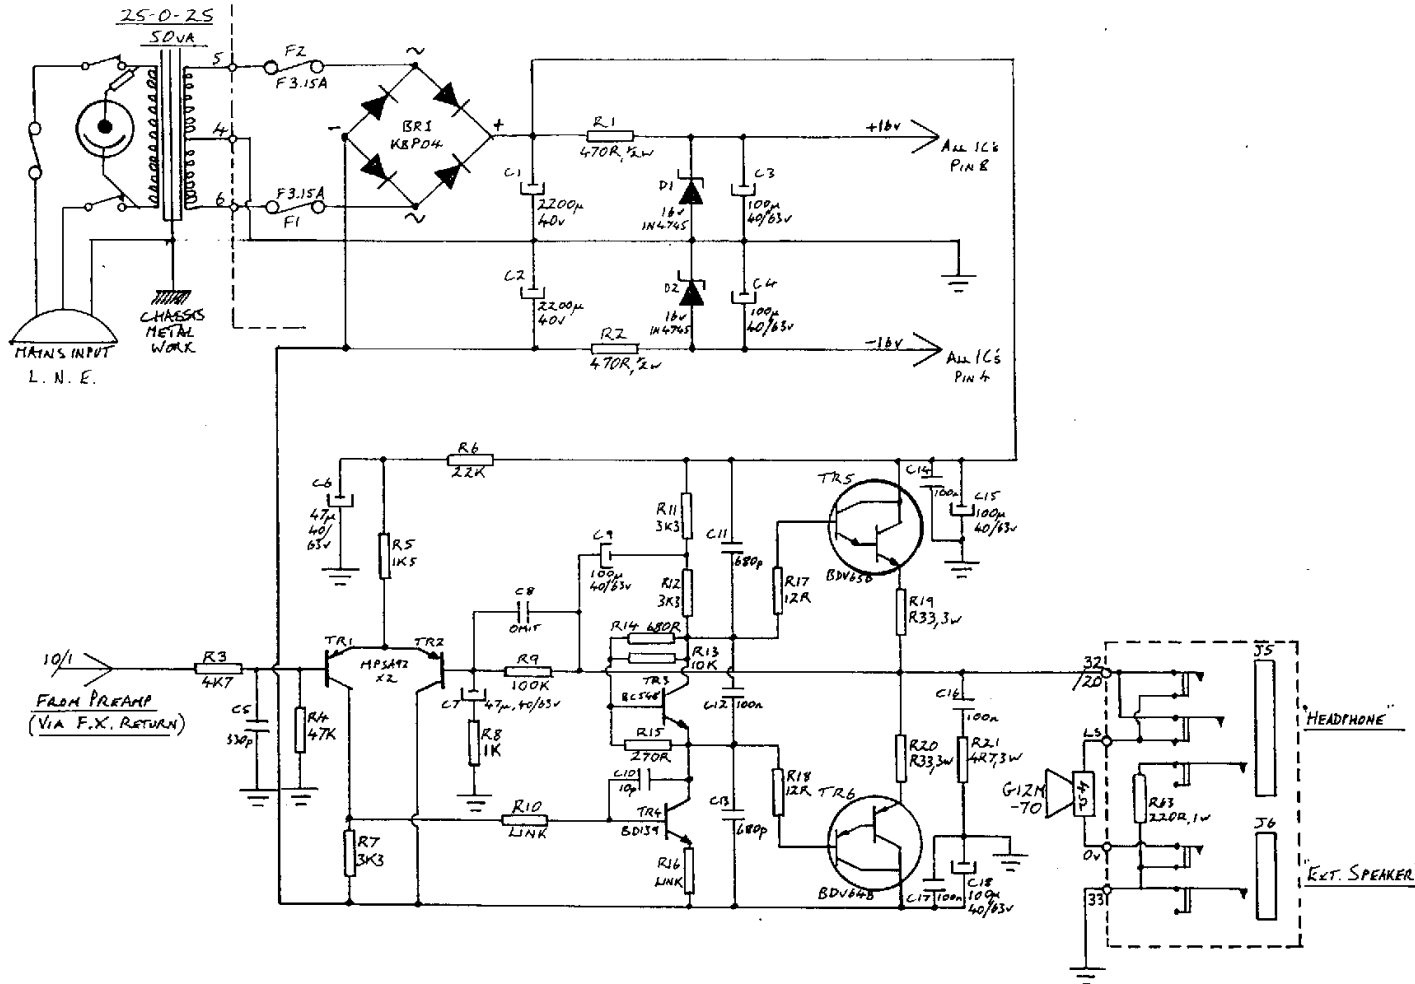 25-0-25
50VA
5
F2
F3.15A
~
4
-
BR1
KBP04
+
6
F3.15A
F1
~
R1
470R, ½W
+16v
ALL IC's
PIN 8
C1
2200µ
40v
D1
16v
IN4745
C3
100µ
40/63v
C2
2200µ
40v
D2
16v
IN4745
C4
100µ
40/63v
R2
470R, ½W
-16v
ALL IC's
PIN 4
CHASSIS
METAL
WORK
MAINS INPUT
L. N. E.
R6
22K
C6
47µ
40/
63v
R5
1K5
R11
3K3
C9
100µ
40/63v
R12
3K3
C11
680p
TR5
BDV65B
C14
100n
C15
100µ
40/63v
R17
12R
R19
R33, 3W
C8
OMIT
R14 680R
R13
10K
10/1
FROM PREAMP
(VIA F.X. RETURN)
R3
4K7
C5
330p
R4
47K
TR1
TR2
MPSA92
X2
R9
100K
C7
47µ, 40/63v
R8
1K
TR3
BC548
C12
100n
R15
270R
C10
10p
TR4
BD139
R10
LINK
R7
3K3
R16
LINK
C13
680p
R18
12R
TR6
BDV64B
R20
R33,3W
C16
100n
R21
4R7,3W
C17
100n
C18
100µ
40/63v
32
/20
LS
G12M
-70
0v
33
R63
220R, 1W
J5
"HEADPHONE"
J6
"EXT. SPEAKER